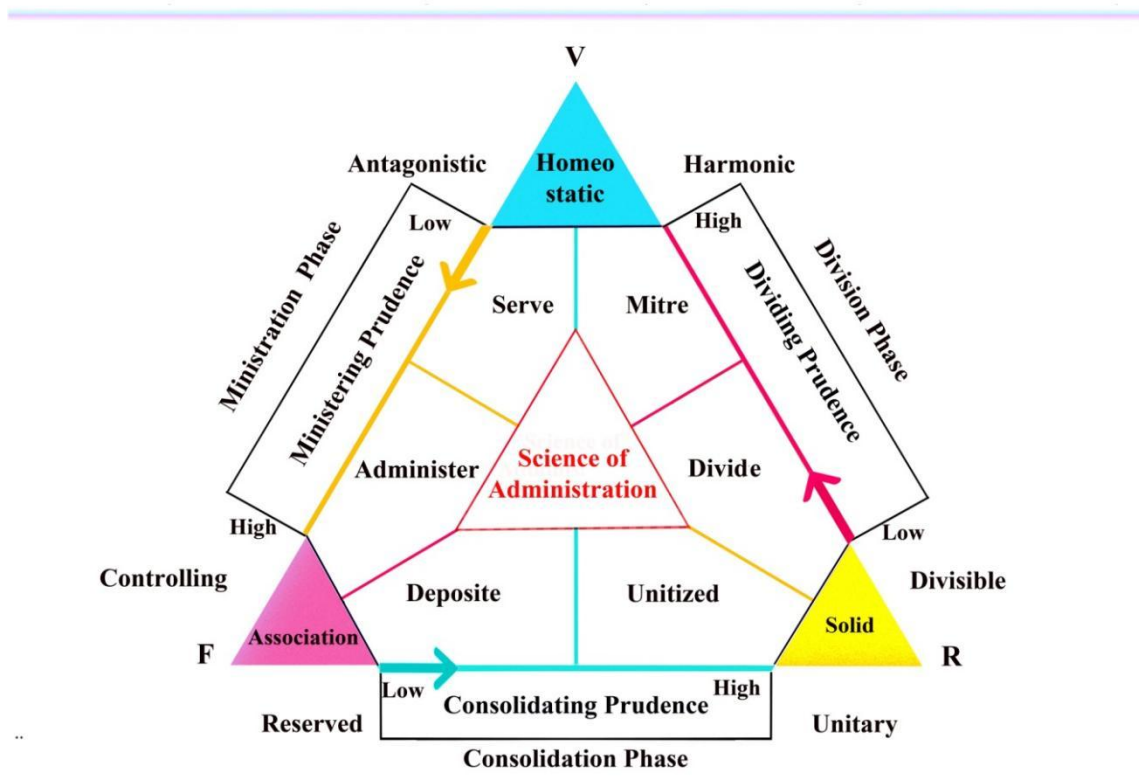 V
Antagonistic
Harmonic
Homeo
static
Low
High
Ministration Phase
Ministering Prudence
Dividing Prudence
Division Phase
Serve
Mitre
Administer
Science of
Administration
Divide
High
Low
Controlling
Divisible
Deposite
Unitized
Association
Solid
F
R
Low
High
Consolidating Prudence
Reserved
Unitary
..
Consolidation Phase